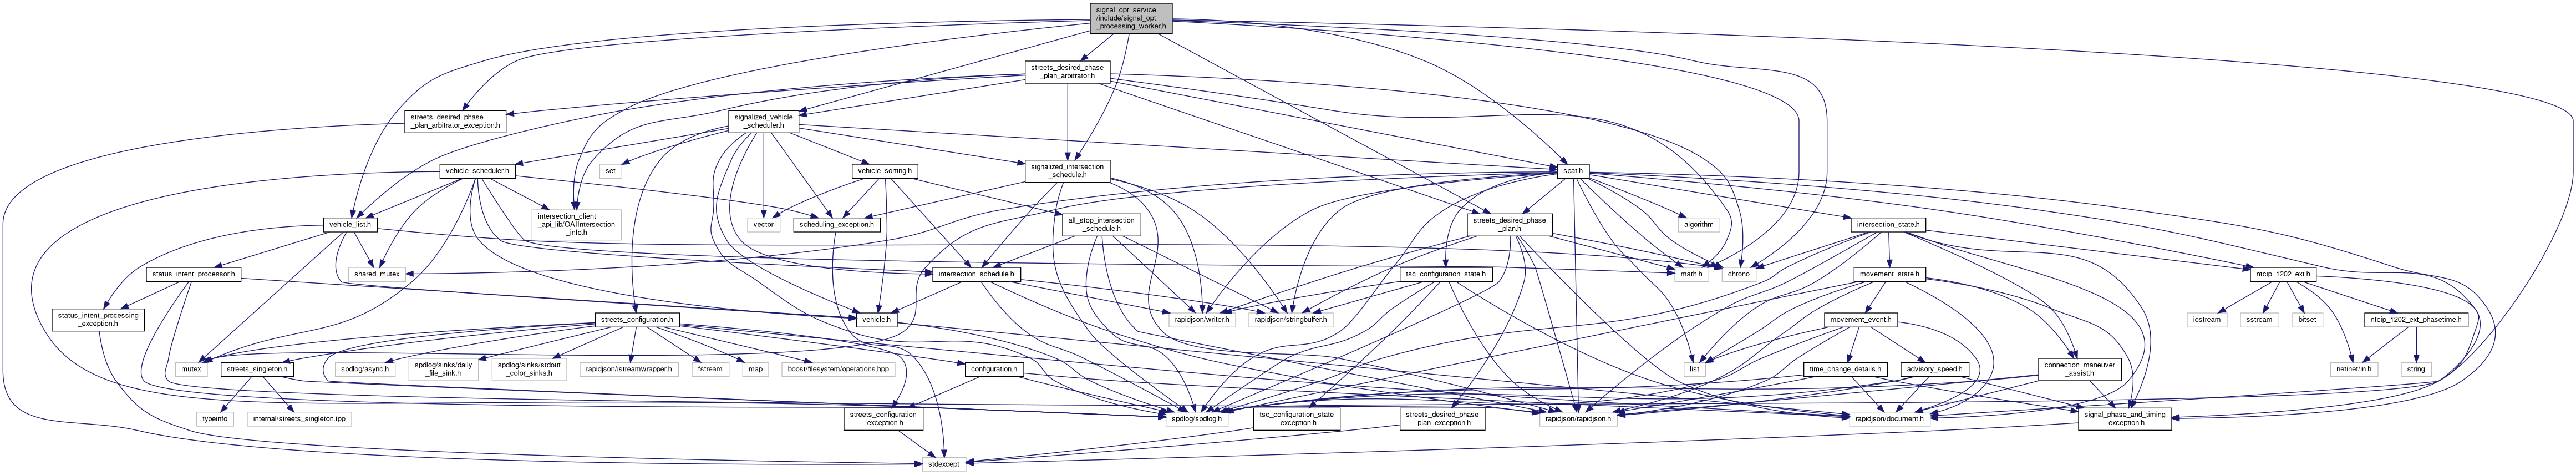 signal_opt_service
/include/signal_opt
_processing_worker.h
streets_desired_phase
_plan_arbitrator.h
streets_desired_phase
_plan_arbitrator_exception.h
signalized_vehicle
_scheduler.h
vehicle_scheduler.h
set
vehicle_sorting.h
signalized_intersection
_schedule.h
spat.h
vehicle_list.h
intersection_client
_api_lib/OAIIntersection
_info.h
vector
scheduling_exception.h
all_stop_intersection
_schedule.h
streets_desired_phase
_plan.h
algorithm
intersection_state.h
status_intent_processor.h
shared_mutex
intersection_schedule.h
tsc_configuration_state.h
math.h
chrono
movement_state.h
ntcip_1202_ext.h
status_intent_processing
_exception.h
streets_configuration.h
vehicle.h
rapidjson/writer.h
rapidjson/stringbuffer.h
movement_event.h
iostream
sstream
bitset
ntcip_1202_ext_phasetime.h
mutex
streets_singleton.h
spdlog/async.h
spdlog/sinks/daily
_file_sink.h
spdlog/sinks/stdout
_color_sinks.h
rapidjson/istreamwrapper.h
fstream
map
boost/filesystem/operations.hpp
configuration.h
list
time_change_details.h
advisory_speed.h
connection_maneuver
_assist.h
netinet/in.h
string
typeinfo
internal/streets_singleton.tpp
streets_configuration
_exception.h
spdlog/spdlog.h
tsc_configuration_state
_exception.h
streets_desired_phase
_plan_exception.h
rapidjson/rapidjson.h
rapidjson/document.h
signal_phase_and_timing
_exception.h
stdexcept